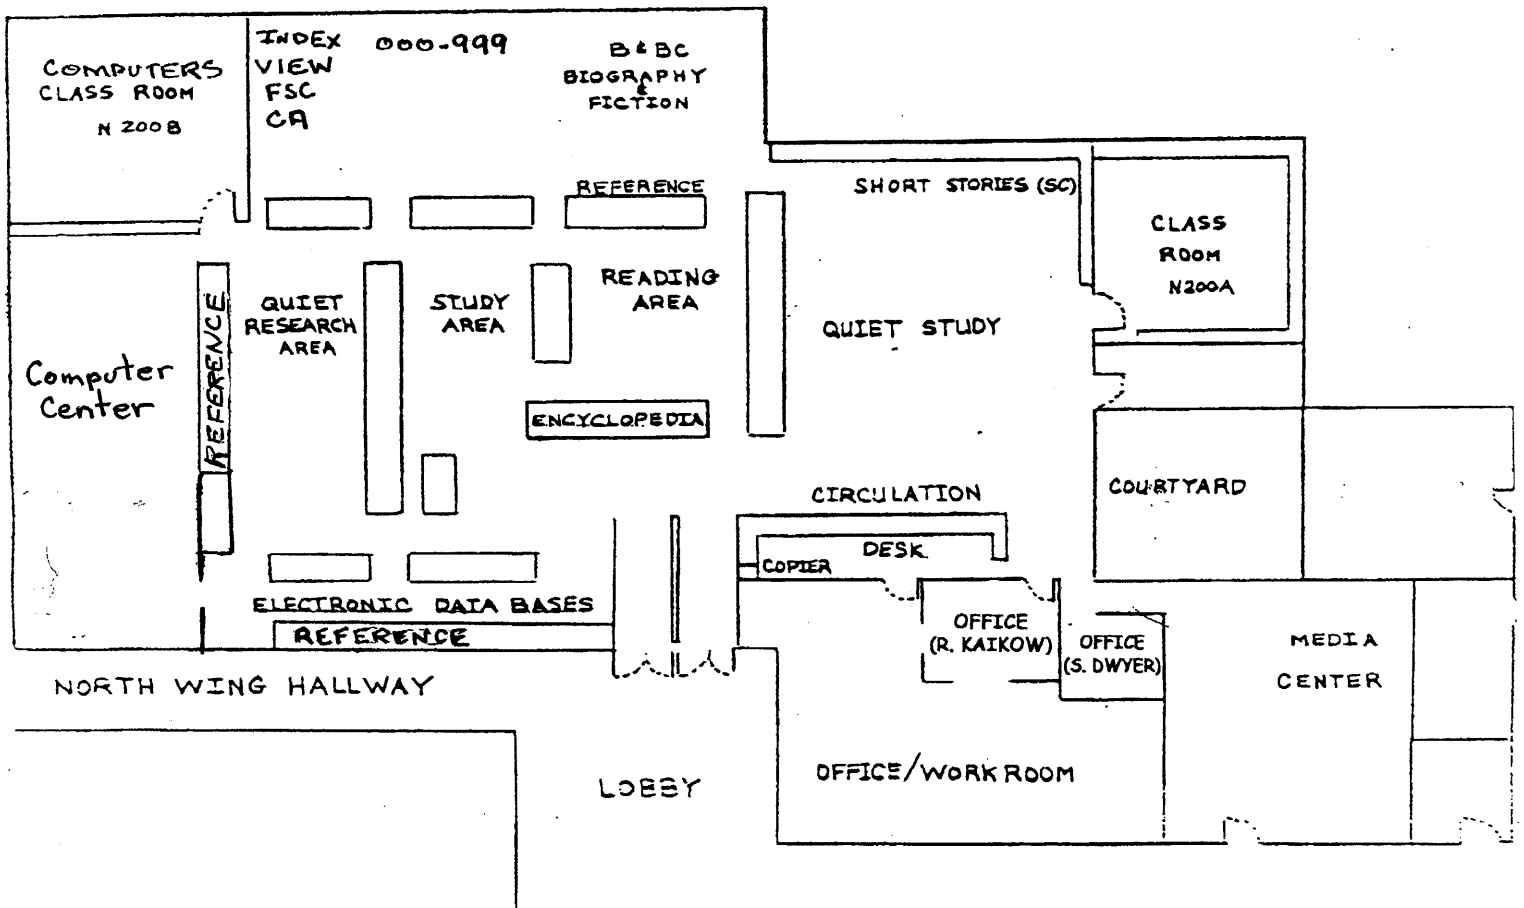 COMPUTERS
CLASS ROOM
N 200B
INDEX
VIEW
FSC
CA
000-999
B & BC
BIOGRAPHY
&
FICTION
REFERENCE
SHORT STORIES (SC)
CLASS
ROOM
N200A
REFERENCE
QUIET
RESEARCH
AREA
STUDY
AREA
READING
AREA
QUIET STUDY
Computer
Center
ENCYCLOPEDIA
COURTYARD
CIRCULATION
DESK
COPIER
ELECTRONIC DATA BASES
REFERENCE
OFFICE
(R. KAIKOW)
OFFICE
(S. DWYER)
MEDIA
CENTER
NORTH WING HALLWAY
LOBBY
OFFICE/WORK ROOM